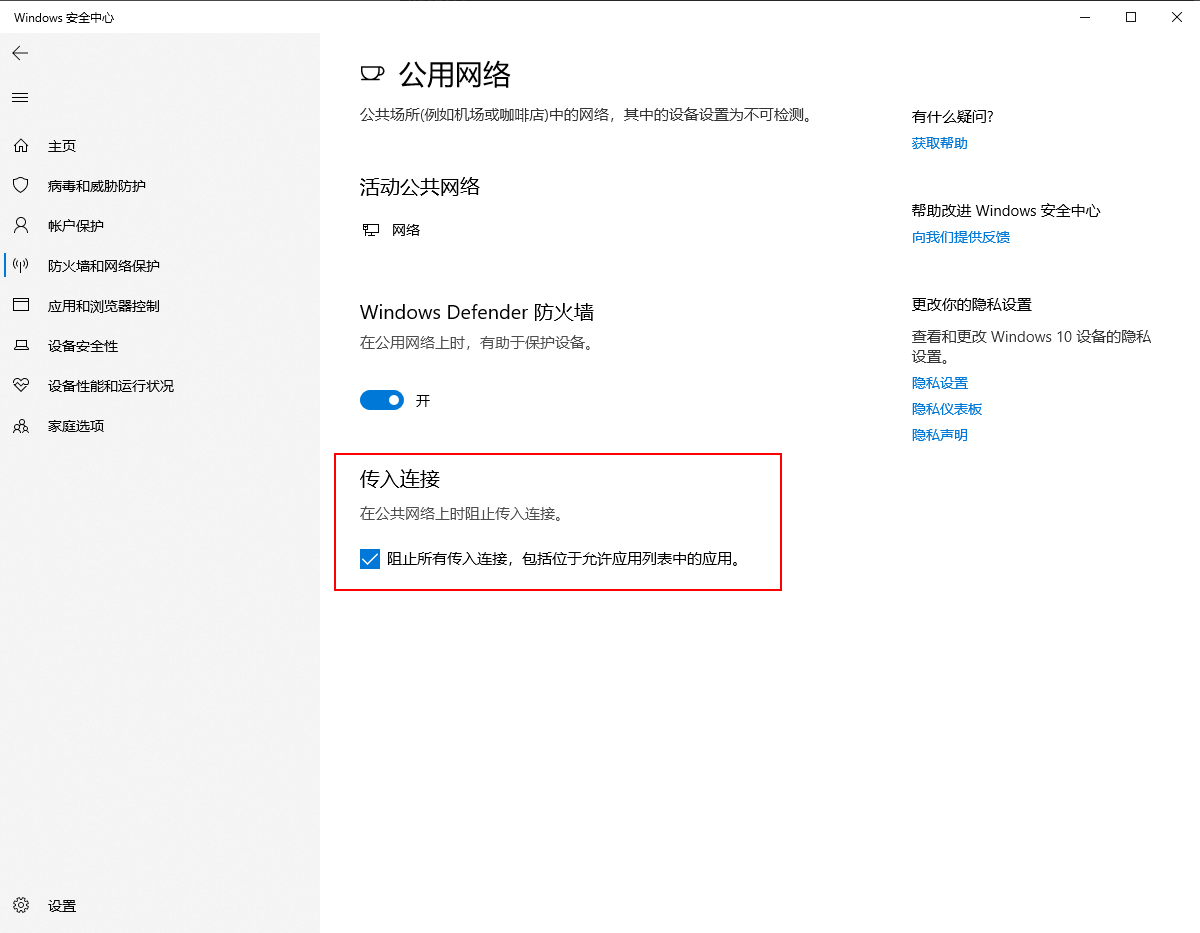 Windows 安全中心
主页
病毒和威胁防护
帐户保护
防火墙和网络保护
应用和浏览器控制
设备安全性
设备性能和运行状况
家庭选项
设置
公用网络
公共场所(例如机场或咖啡店)中的网络，其中的设备设置为不可检测。
活动公共网络
网络
Windows Defender 防火墙
在公用网络上时，有助于保护设备。
开
传入连接
在公共网络上时阻止传入连接。
阻止所有传入连接，包括位于允许应用列表中的应用。
有什么疑问?
获取帮助
帮助改进 Windows 安全中心
向我们提供反馈
更改你的隐私设置
查看和更改 Windows 10 设备的隐私
设置。
隐私设置
隐私仪表板
隐私声明